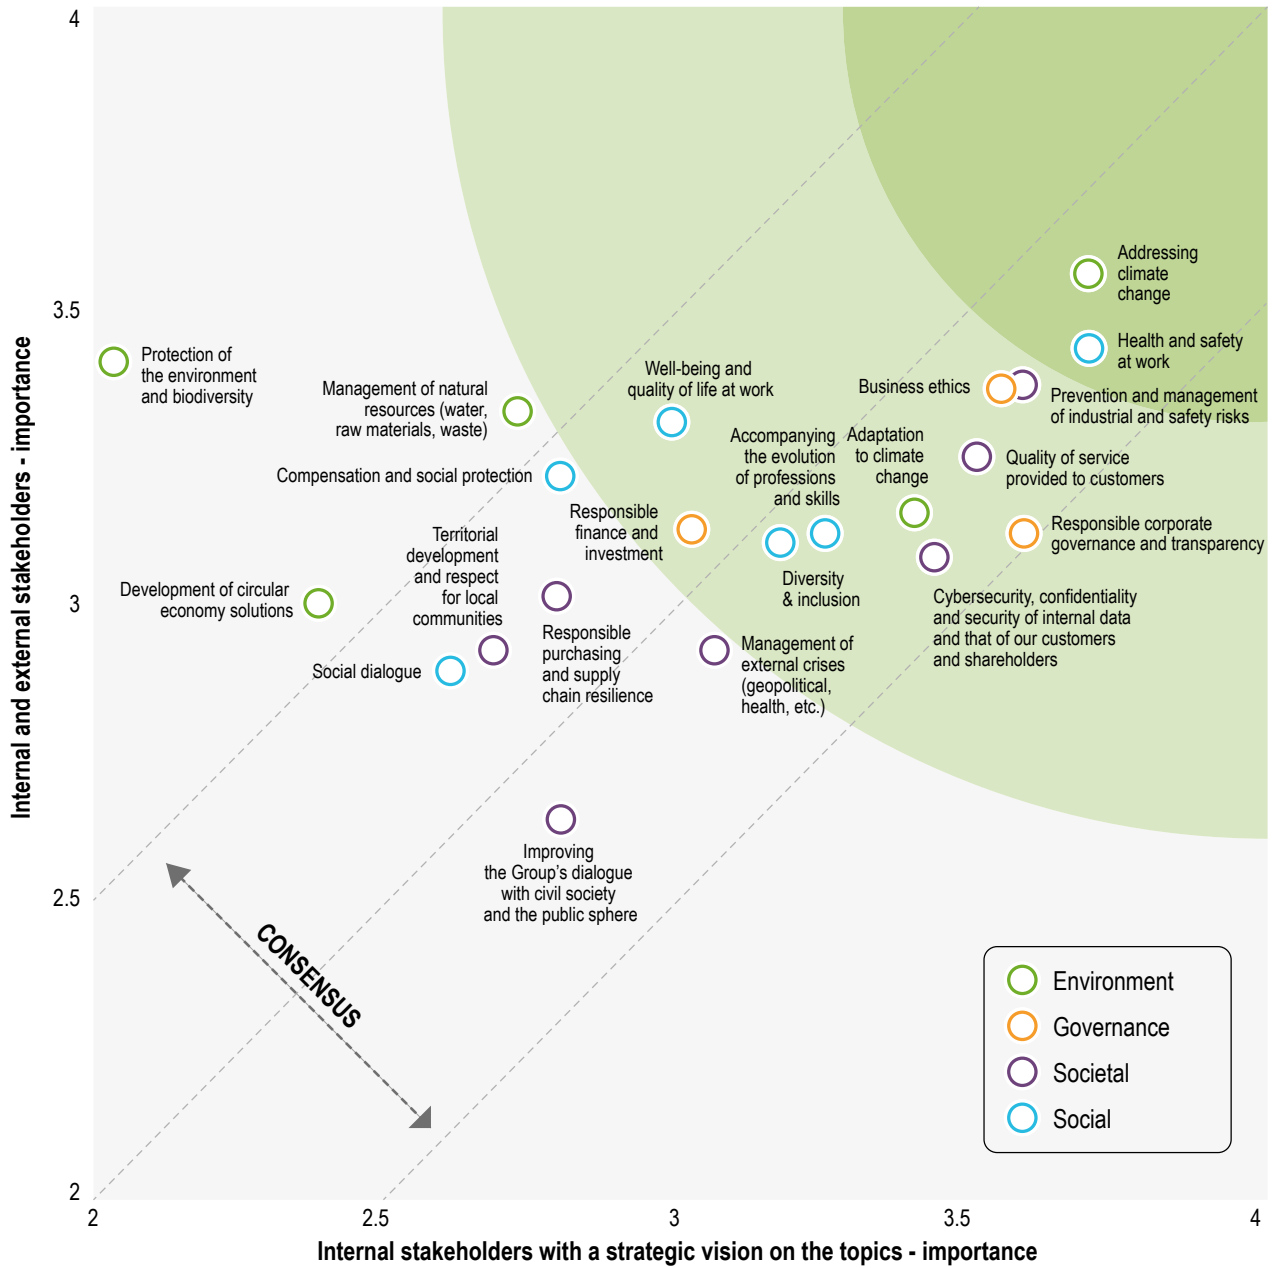 4
3.5
3
2.5
2
2
2.5
3
3.5
4
Internal and external stakeholders - importance
Internal stakeholders with a strategic vision on the topics - importance
Addressing
climate
change
Health and safety
at work
Business ethics
Prevention and management
of industrial and safety risks
Protection of
the environment
and biodiversity
Management of natural
resources (water,
raw materials, waste)
Well-being and
quality of life at work
Accompanying
the evolution
of professions
and skills
Adaptation
to climate
change
Quality of service
provided to customers
Compensation and social protection
Responsible
finance and
investment
Responsible corporate
governance and transparency
Territorial
development
and respect
for local
communities
Development of circular
economy solutions
Diversity
& inclusion
Cybersecurity, confidentiality
and security of internal data
and that of our customers
and shareholders
Responsible
purchasing
and supply
chain resilience
Social dialogue
Management of
external crises
(geopolitical,
health, etc.)
Improving
the Group's dialogue
with civil society
and the public sphere
CONSENSUS
Environment
Governance
Societal
Social